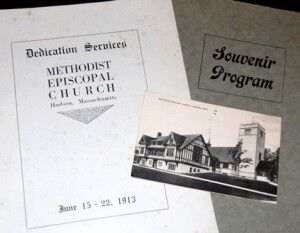 Dedication Services
METHODIST
EPISCOPAL
CHURCH
Hudson, Massachusetts
June 15 - 22, 1913
Souvenir
Program